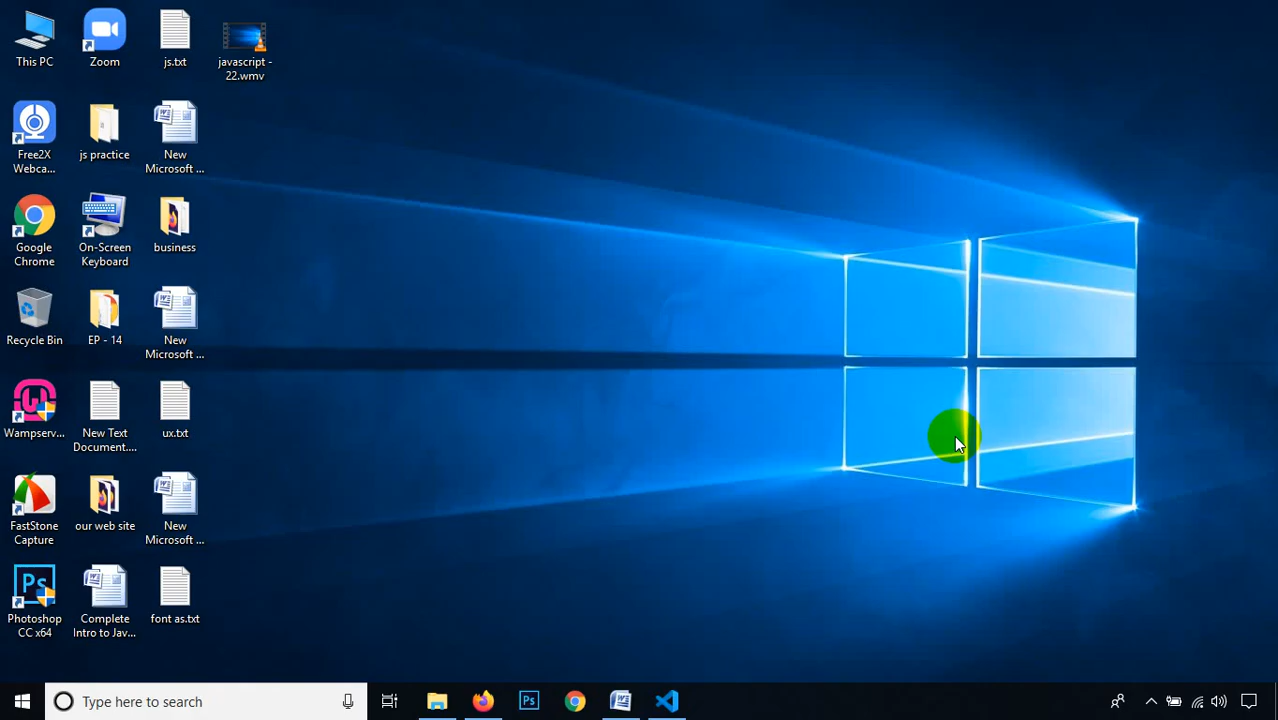 This PC
Zoom
js.txt
javascript -
22.wmv
Free2X
Webca...
js practice
New
Microsoft ...
Google
Chrome
On-Screen
Keyboard
business
Recycle Bin
EP - 14
New
Microsoft ...
Wampserv...
New Text
Document....
ux.txt
FastStone
Capture
our web site
New
Microsoft ...
Ps
Photoshop
CC x64
Complete
Intro to Jav...
font as.txt
Type here to search
Ps